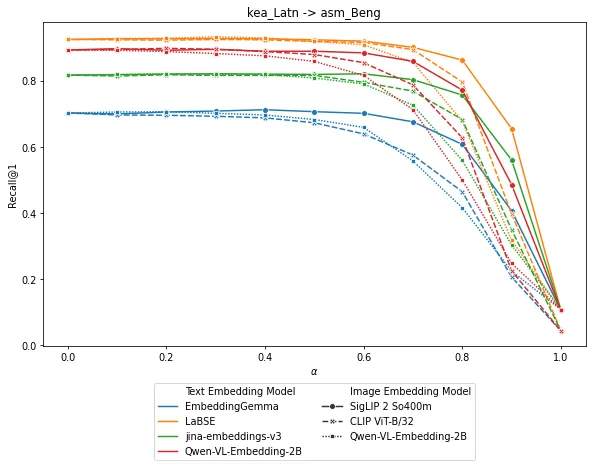 kea_Latn -> asm_Beng
Recall@1
0.8
0.6
0.4
0.2
0.0
0.0 0.2 0.4 0.6 0.8 1.0
α
Text Embedding Model
EmbeddingGemma
LaBSE
jina-embeddings-v3
Qwen-VL-Embedding-2B
Image Embedding Model
SigLIP 2 So400m
CLIP ViT-B/32
Qwen-VL-Embedding-2B